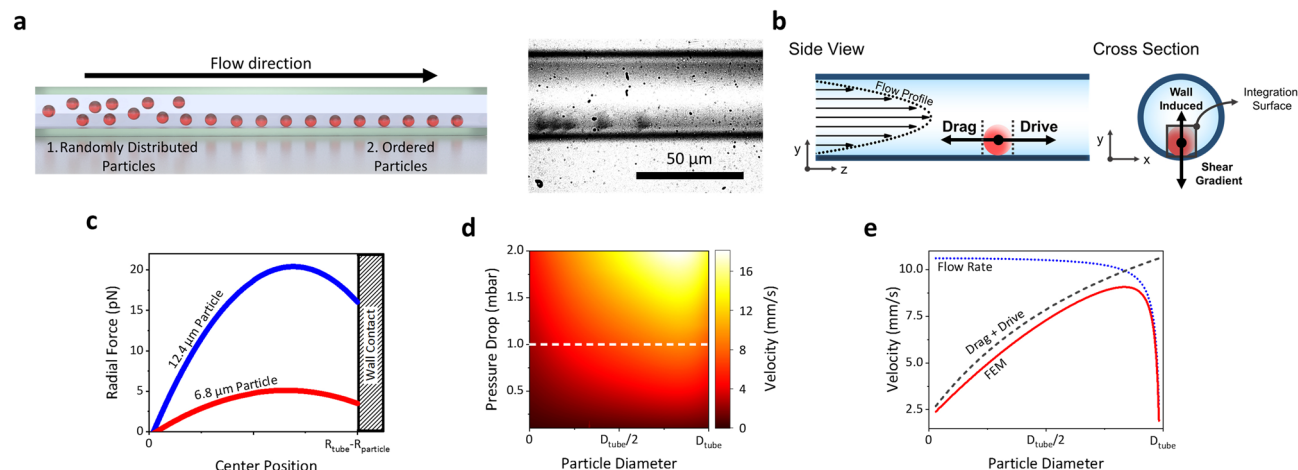 a
Flow direction
1. Randomly Distributed
Particles
2. Ordered
Particles
50 μm
b
Side View
Cross Section
Flow Profile
Drag
Drive
y
z
Wall
Induced
Integration
Surface
y
x
Shear
Gradient
c
Radial Force (pN)
20
15
10
5
0
12.4 μm Particle
6.8 μm Particle
Wall Contact
0
R_tube-R_particle
Center Position
d
Pressure Drop (mbar)
2.0
1.5
1.0
0.5
0
D_tube/2
D_tube
Particle Diameter
16
12
8
4
0
Velocity (mm/s)
e
Velocity (mm/s)
10.0
7.5
5.0
2.5
Flow Rate
Drag + Drive
FEM
0
D_tube/2
D_tube
Particle Diameter